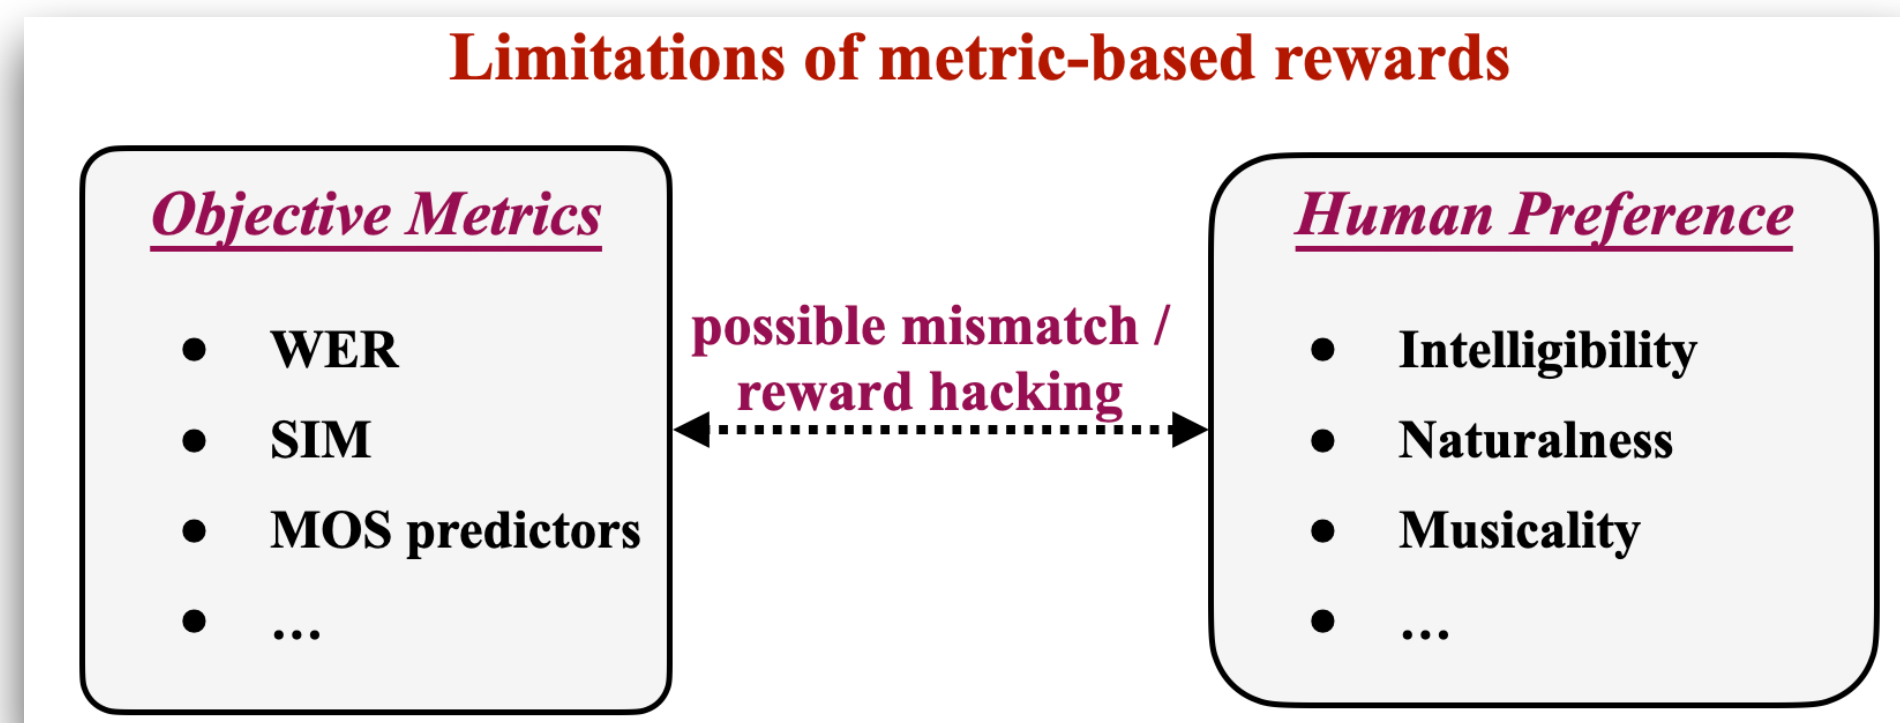 Limitations of metric-based rewards
Objective Metrics
• WER
• SIM
• MOS predictors
• ...
possible mismatch /
reward hacking
Human Preference
• Intelligibility
• Naturalness
• Musicality
• ...